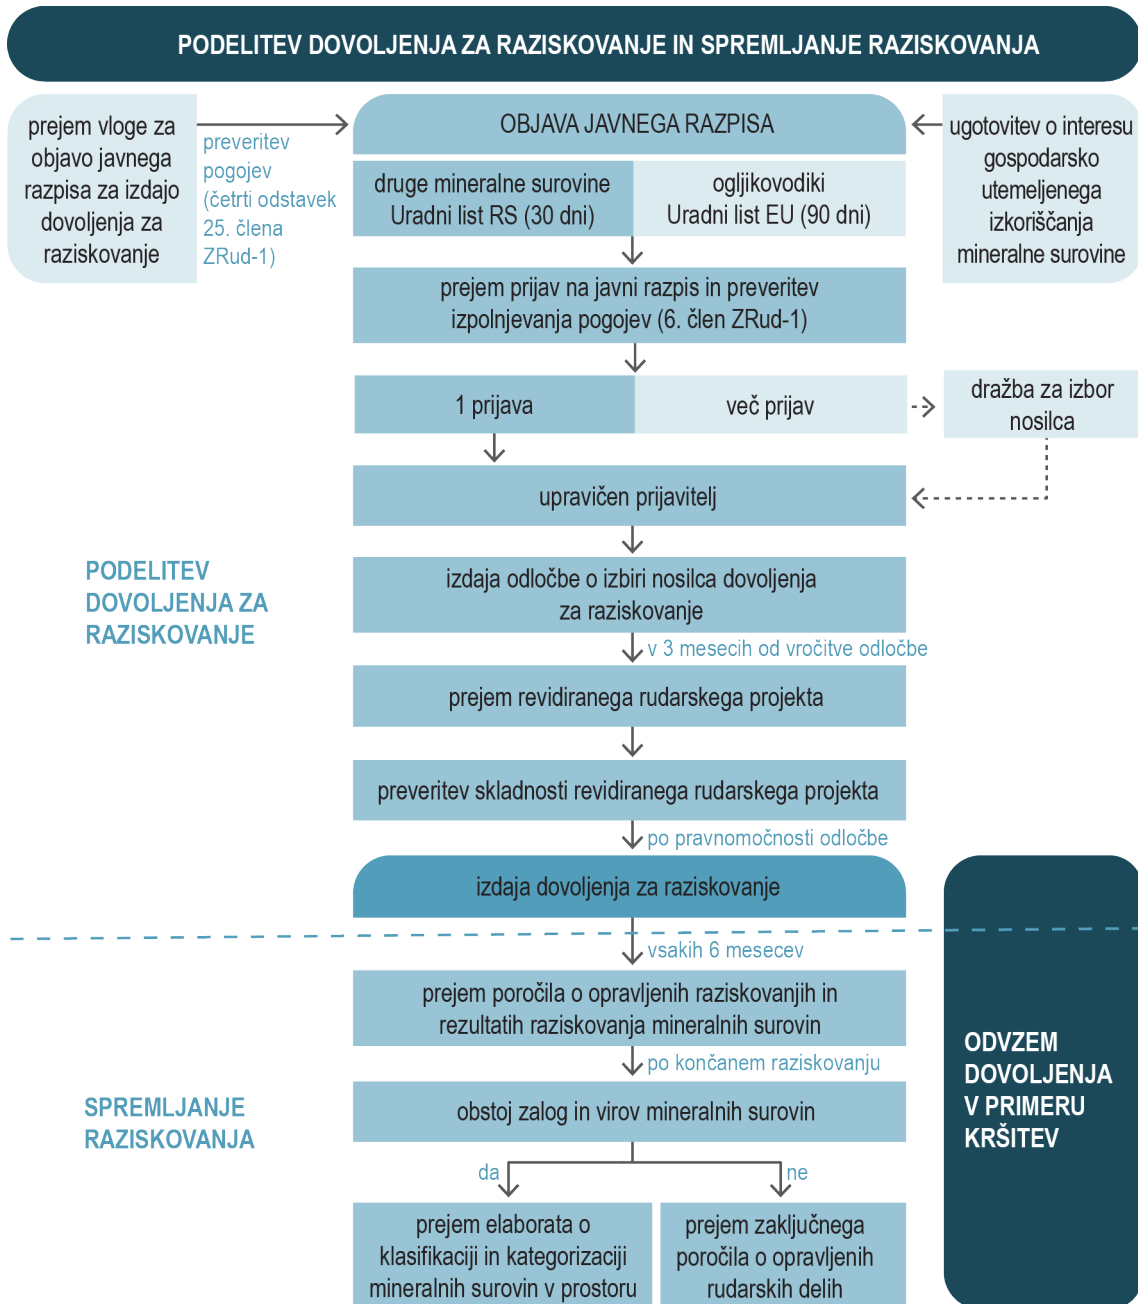 PODELITEV DOVOLJENJA ZA RAZISKOVANJE IN SPREMLJANJE RAZISKOVANJA
prejem vloge za
objavo javnega
razpisa za izdajo
dovoljenja za
raziskovanje
preveritev
pogojev
(četrti odstavek
25. člena
ZRud-1)
OBJAVA JAVNEGA RAZPISA
druge mineralne surovine
Uradni list RS (30 dni)
ogljikovodiki
Uradni list EU (90 dni)
ugotovitev o interesu
gospodarsko
utemeljenega
izkoriščanja
mineralne surovine
prejem prijav na javni razpis in preveritev
izpolnjevanja pogojev (6. člen ZRud-1)
1 prijava
več prijav
dražba za izbor
nosilca
upravičen prijavitelj
PODELITEV
DOVOLJENJA ZA
RAZISKOVANJE
izdaja odločbe o izbiri nosilca dovoljenja
za raziskovanje
v 3 mesecih od vročitve odločbe
prejem revidiranega rudarskega projekta
preveritev skladnosti revidiranega rudarskega projekta
po pravnomočnosti odločbe
izdaja dovoljenja za raziskovanje
vsakih 6 mesecev
prejem poročila o opravljenih raziskovanjih in
rezultatih raziskovanja mineralnih surovin
po končanem raziskovanju
SPREMLJANJE
RAZISKOVANJA
obstoj zalog in virov mineralnih surovin
da
ne
prejem elaborata o
klasifikaciji in kategorizaciji
mineralnih surovin v prostoru
prejem zaključnega
poročila o opravljenih
rudarskih delih
ODVZEM
DOVOLJENJA
V PRIMERU
KRŠITEV